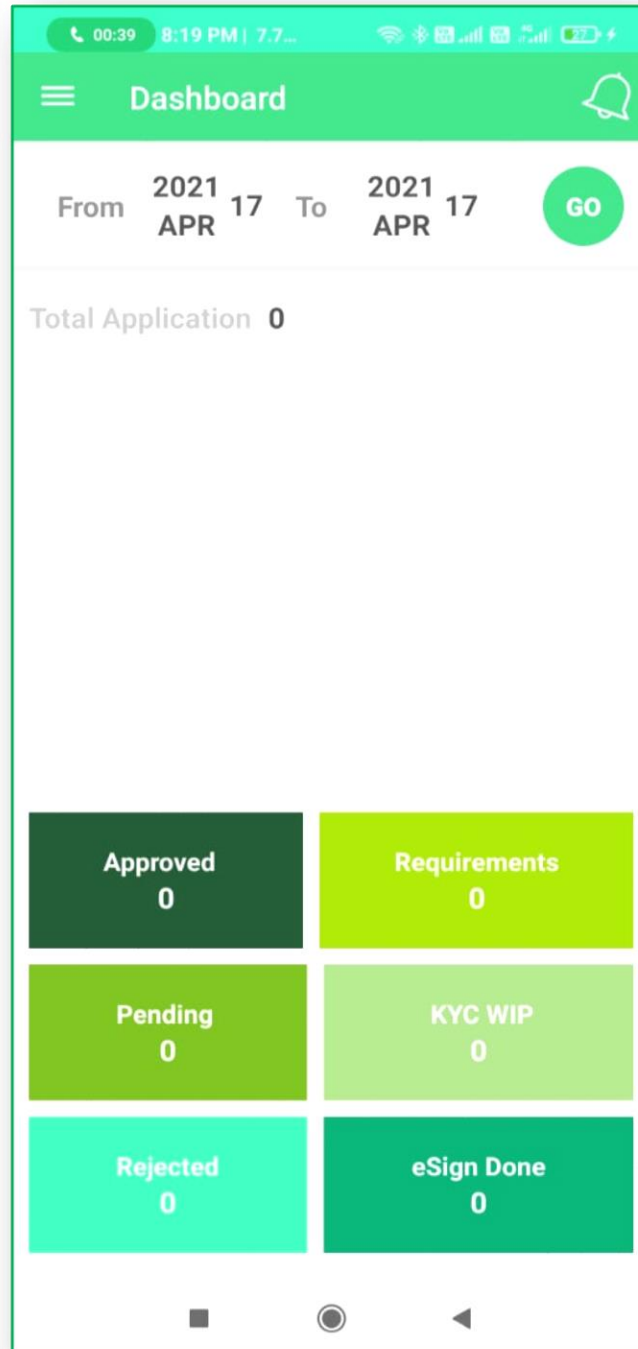 00:39 8:19 PM | 7.7... 27
Dashboard
From 2021 APR 17 To 2021 APR 17 GO
Total Application 0
Approved Requirements
0 0
Pending KYC WIP
0 0
Rejected eSign Done
0 0